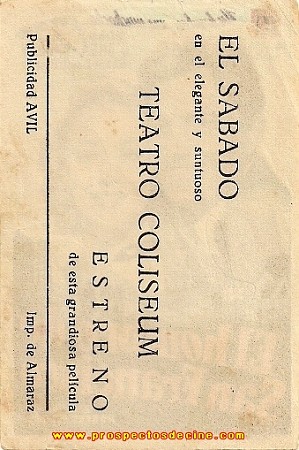 EL SABADO
en el elegante y suntuoso
TEATRO COLISEUM
ESTRENO
de esta grandiosa película
Publicidad AVIL
Imp. de Almaraz
www.prospectosdecine.com